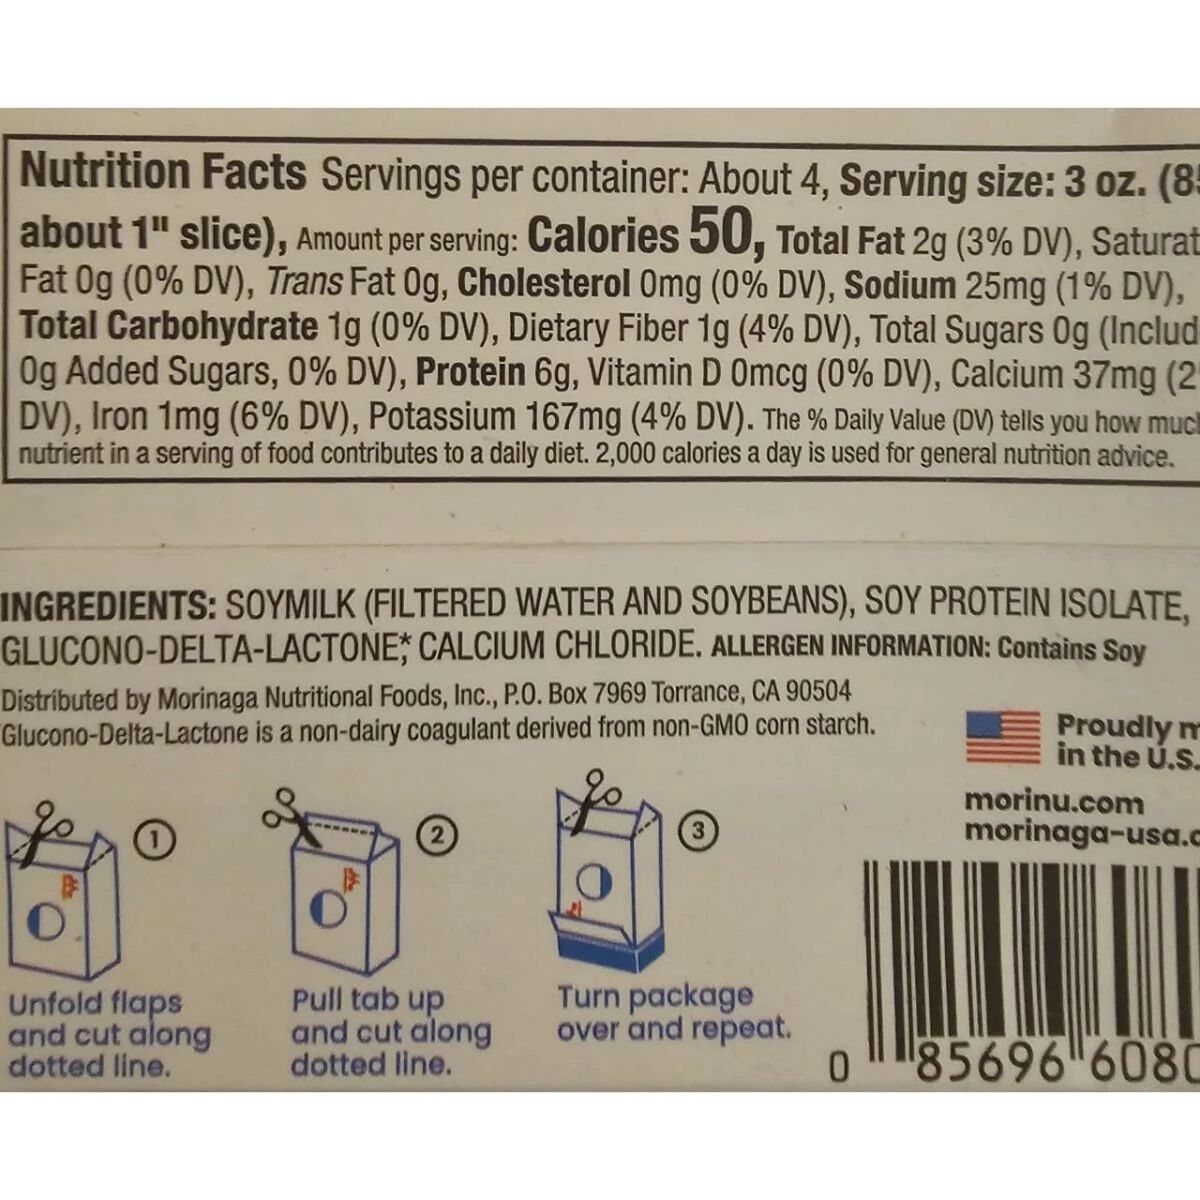 Nutrition Facts Servings per container: About 4, Serving size: 3 oz. (8
about 1" slice), Amount per serving: Calories 50, Total Fat 2g (3% DV), Saturat
Fat 0g (0% DV), Trans Fat 0g, Cholesterol 0mg (0% DV), Sodium 25mg (1% DV),
Total Carbohydrate 1g (0% DV), Dietary Fiber 1g (4% DV), Total Sugars 0g (Includ
0g Added Sugars, 0% DV), Protein 6g, Vitamin D 0mcg (0% DV), Calcium 37mg (2
DV), Iron 1mg (6% DV), Potassium 167mg (4% DV). The % Daily Value (DV) tells you how muc
nutrient in a serving of food contributes to a daily diet. 2,000 calories a day is used for general nutrition advice.
INGREDIENTS: SOYMILK (FILTERED WATER AND SOYBEANS), SOY PROTEIN ISOLATE,
GLUCONO-DELTA-LACTONE,* CALCIUM CHLORIDE. ALLERGEN INFORMATION: Contains Soy
Distributed by Morinaga Nutritional Foods, Inc., P.O. Box 7969 Torrance, CA 90504
Glucono-Delta-Lactone is a non-dairy coagulant derived from non-GMO corn starch.
Proudly m
in the U.S.
morinu.com
morinaga-usa.c
1
Unfold flaps
and cut along
dotted line.
2
Pull tab up
and cut along
dotted line.
3
Turn package
over and repeat.
0 85696 6080